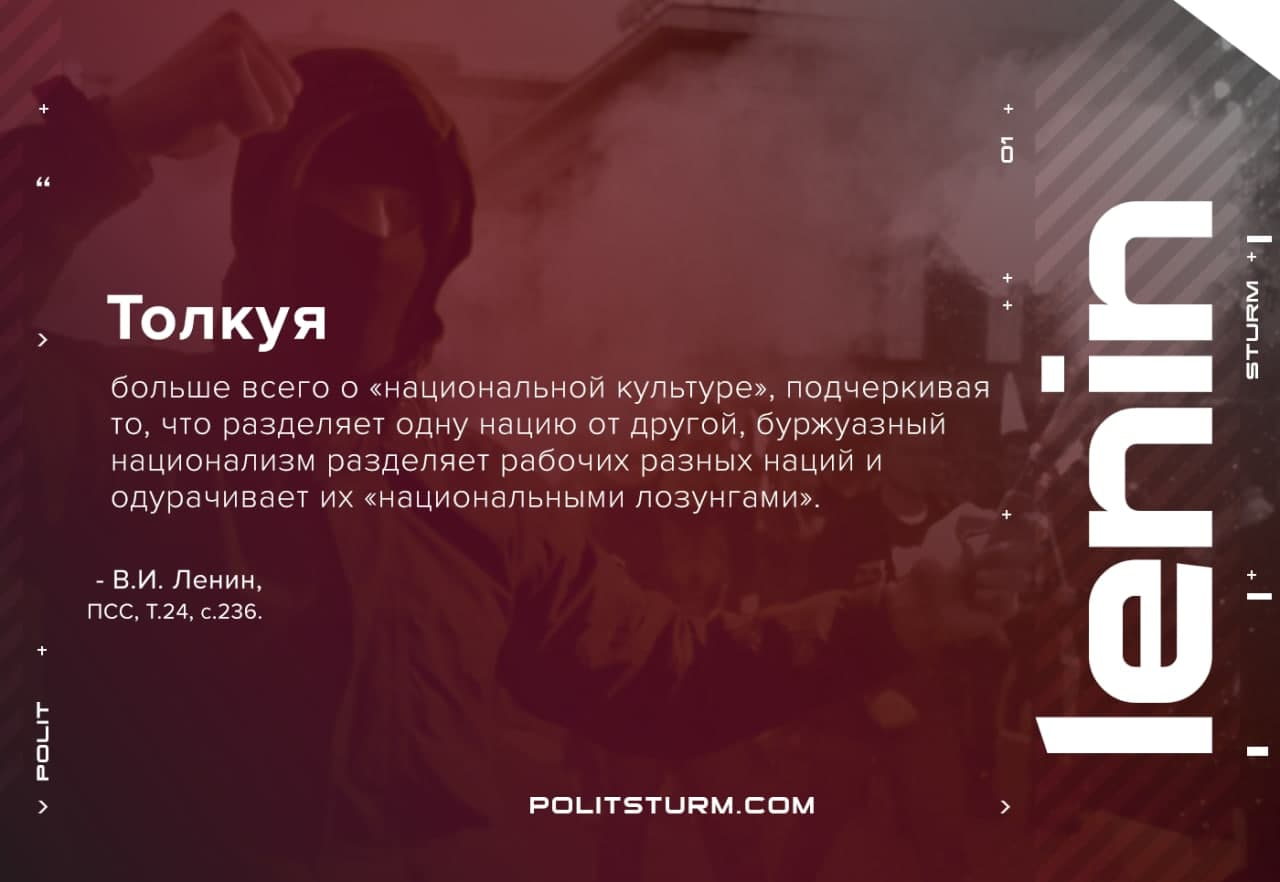 “
01
Толкуя
больше всего о «национальной культуре», подчеркивая
то, что разделяет одну нацию от другой, буржуазный
национализм разделяет рабочих разных наций и
одурачивает их «национальными лозунгами».
- В.И. Ленин,
ПСС, Т.24, с.236.
POLIT
POLITSTURM.COM
lenin
STURM